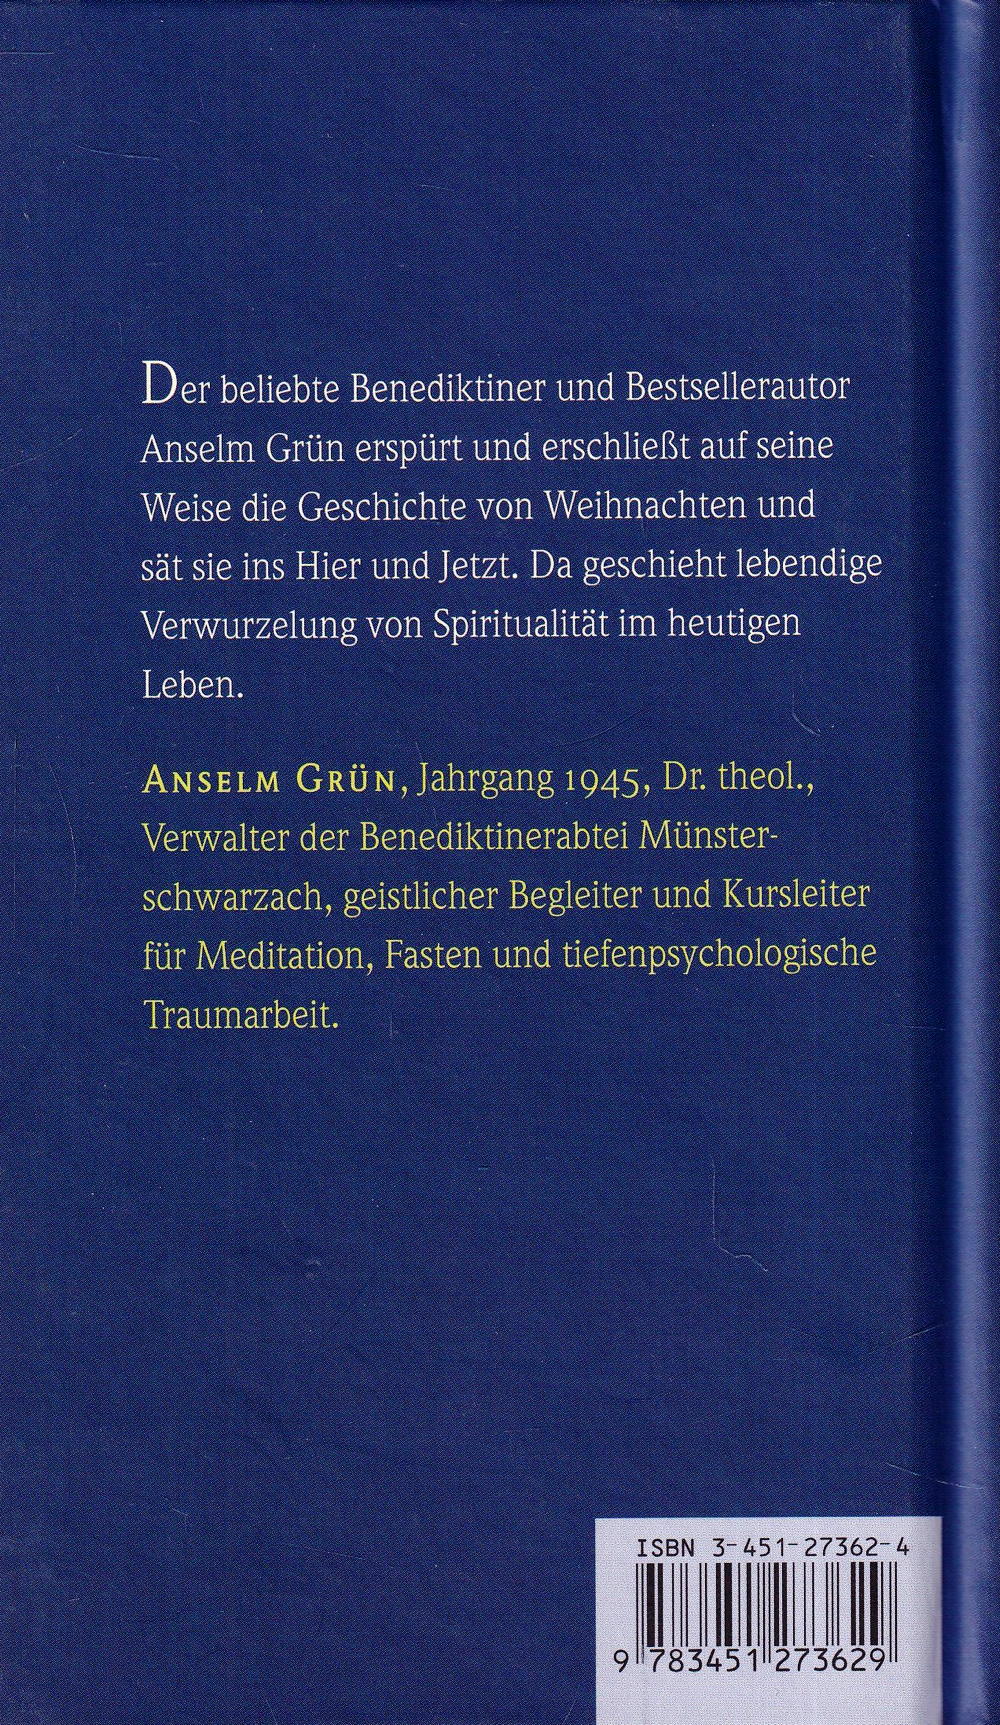 Der beliebte Benediktiner und Bestsellerautor
Anselm Grün erspürt und erschließt auf seine
Weise die Geschichte von Weihnachten und
sät sie ins Hier und Jetzt. Da geschieht lebendige
Verwurzelung von Spiritualität im heutigen
Leben.
ANSELM GRÜN, Jahrgang 1945, Dr. theol.,
Verwalter der Benediktinerabtei Münster-
schwarzach, geistlicher Begleiter und Kursleiter
für Meditation, Fasten und tiefenpsychologische
Traumarbeit.
ISBN 3-451-27362-4
9 783451 273629